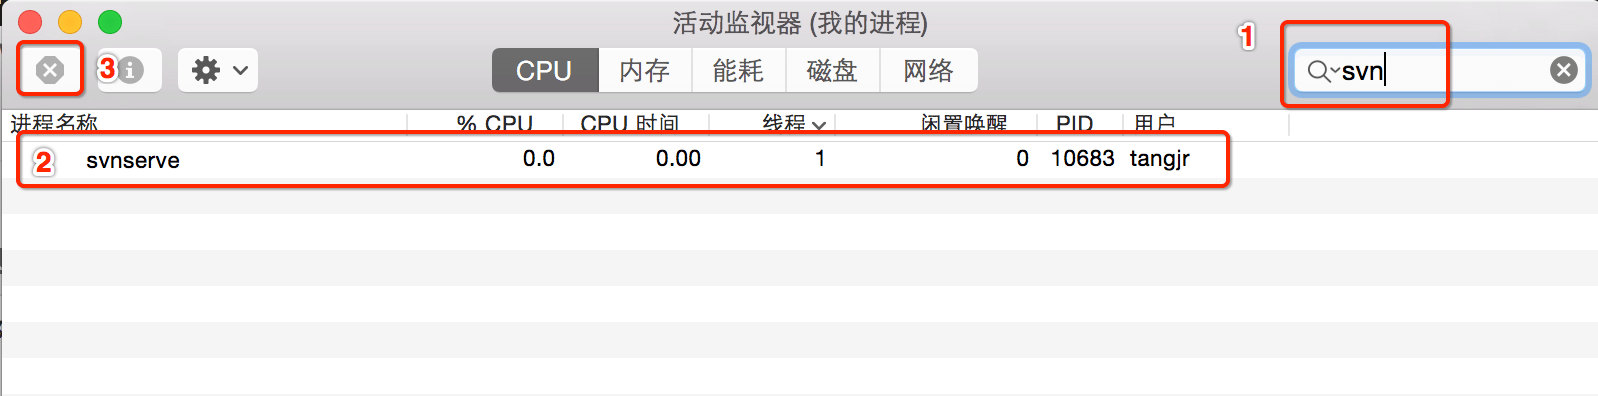 活动监视器 (我的进程)
1
3
CPU 内存 能耗 磁盘 网络
svn
进程名称 % CPU CPU 时间 线程 闲置唤醒 PID 用户
2 svnserve 0.0 0.00 1 0 10683 tangjr